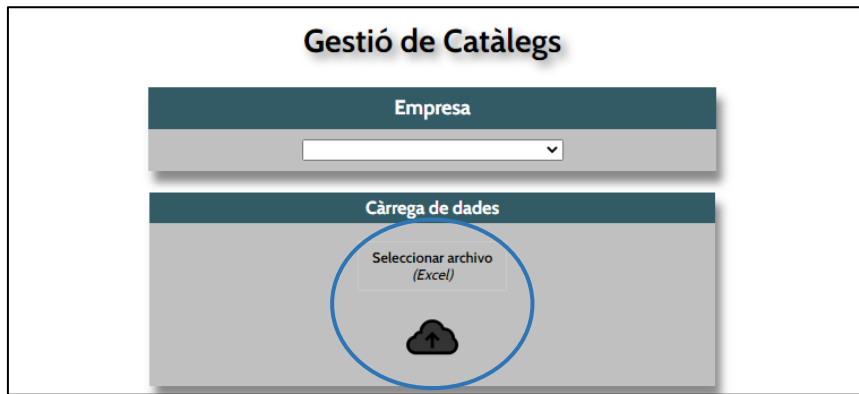 Gestió de Catàlegs
Empresa
Càrrega de dades
Seleccionar archivo
(Excel)